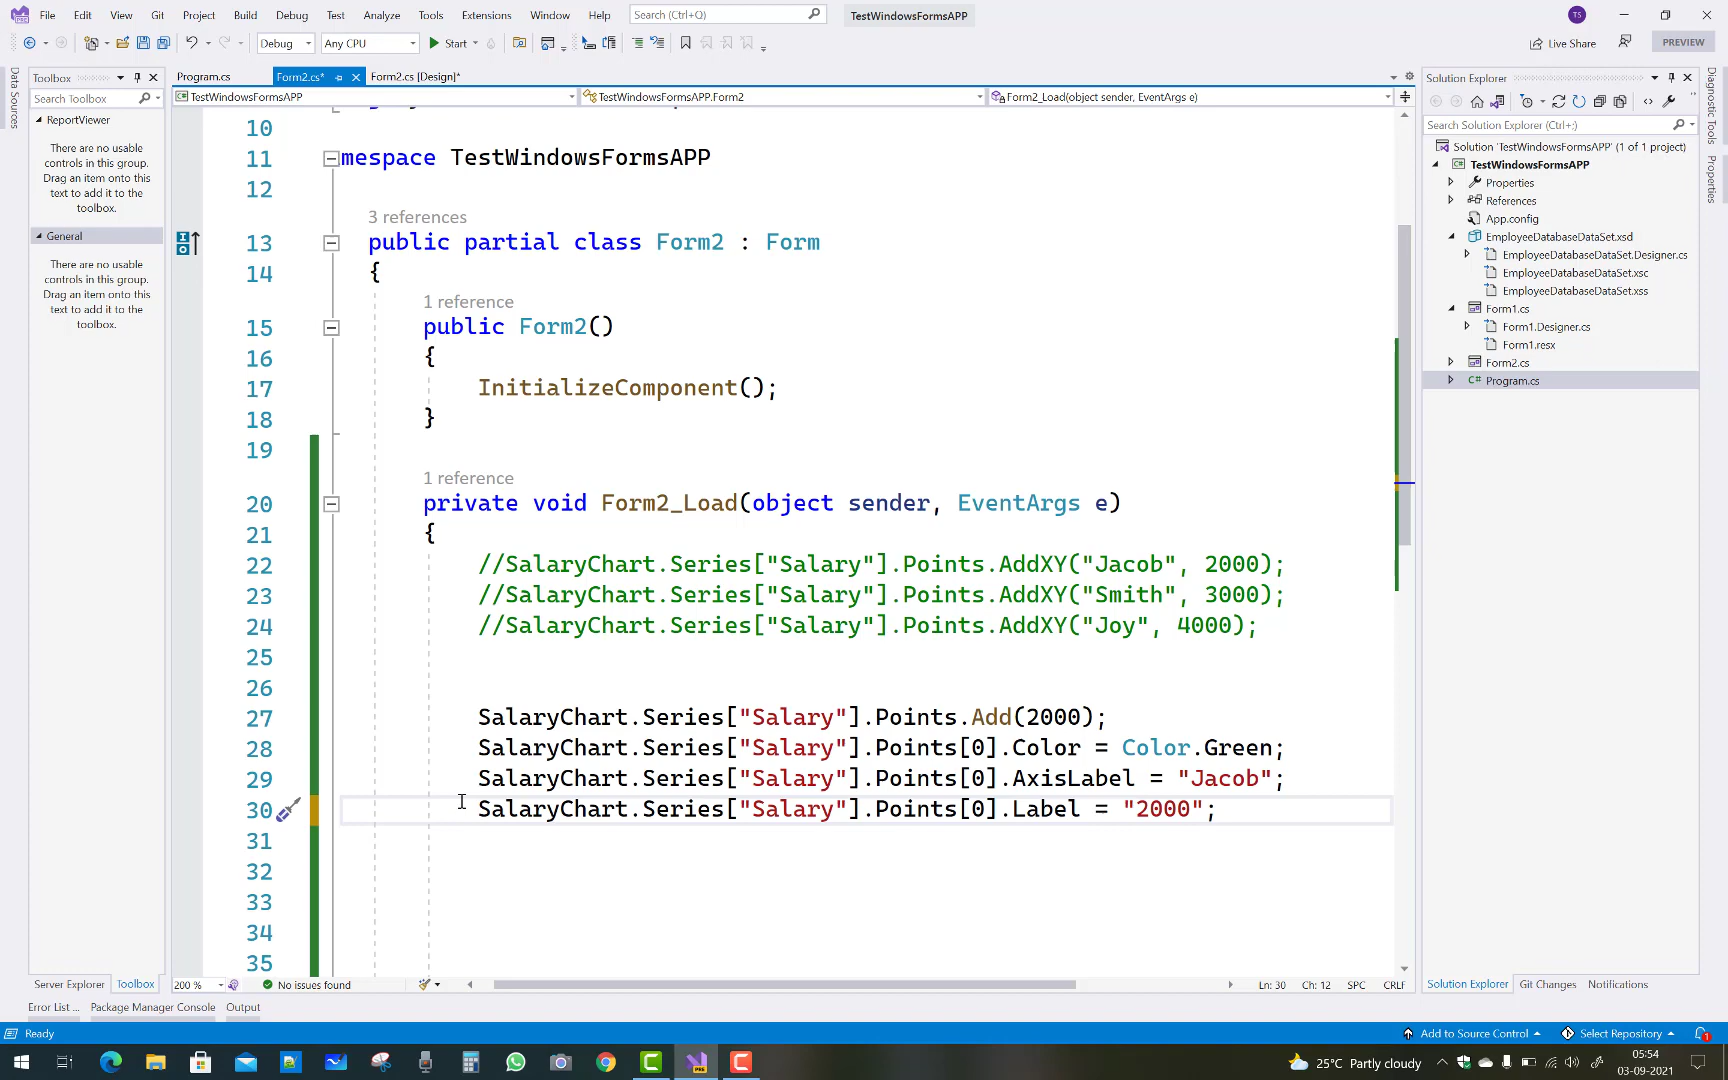 File Edit View Git Project Build Debug Test Analyze Tools Extensions Window Help Search (Ctrl+Q) TestWindowsFormsAPP TS
Debug Any CPU Start Live Share PREVIEW
Toolbox
Search Toolbox
ReportViewer
There are no usable
controls in this group.
Drag an item onto this
text to add it to the
toolbox.
General
There are no usable
controls in this group.
Drag an item onto this
text to add it to the
toolbox.
Server Explorer Toolbox
Data Sources
Program.cs Form2.cs* Form2.cs [Design]*
TestWindowsFormsAPP TestWindowsFormsAPP.Form2 Form2_Load(object sender, EventArgs e)
10
11 mespace TestWindowsFormsAPP
12
3 references
13 public partial class Form2 : Form
14 {
1 reference
15 public Form2()
16 {
17 InitializeComponent();
18 }
19
1 reference
20 private void Form2_Load(object sender, EventArgs e)
21 {
22 //SalaryChart.Series["Salary"].Points.AddXY("Jacob", 2000);
23 //SalaryChart.Series["Salary"].Points.AddXY("Smith", 3000);
24 //SalaryChart.Series["Salary"].Points.AddXY("Joy", 4000);
25
26
27 SalaryChart.Series["Salary"].Points.Add(2000);
28 SalaryChart.Series["Salary"].Points[0].Color = Color.Green;
29 SalaryChart.Series["Salary"].Points[0].AxisLabel = "Jacob";
30 SalaryChart.Series["Salary"].Points[0].Label = "2000";
31
32
33
34
35
200 % No issues found Ln: 30 Ch: 12 SPC CRLF
Solution Explorer
Search Solution Explorer (Ctrl+;)
Solution 'TestWindowsFormsAPP' (1 of 1 project)
TestWindowsFormsAPP
Properties
References
App.config
EmployeeDatabaseDataSet.xsd
EmployeeDatabaseDataSet.Designer.cs
EmployeeDatabaseDataSet.xsc
EmployeeDatabaseDataSet.xss
Form1.cs
Form1.Designer.cs
Form1.resx
Form2.cs
Program.cs
Solution Explorer Git Changes Notifications
Diagnostic Tools
Properties
Error List ... Package Manager Console Output
Ready Add to Source Control Select Repository 1
25°C Partly cloudy 05:54
03-09-2021